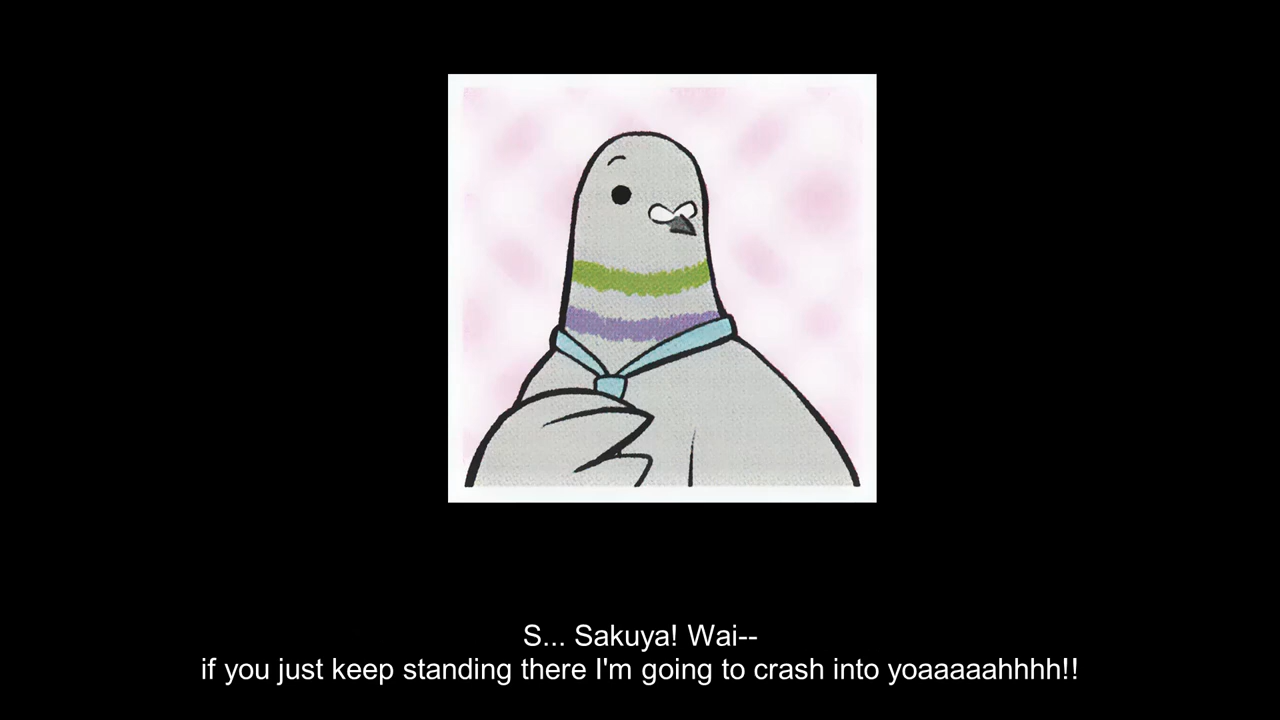 S... Sakuya! Wai--
if you just keep standing there I'm going to crash into yoaaaaahhhh!!